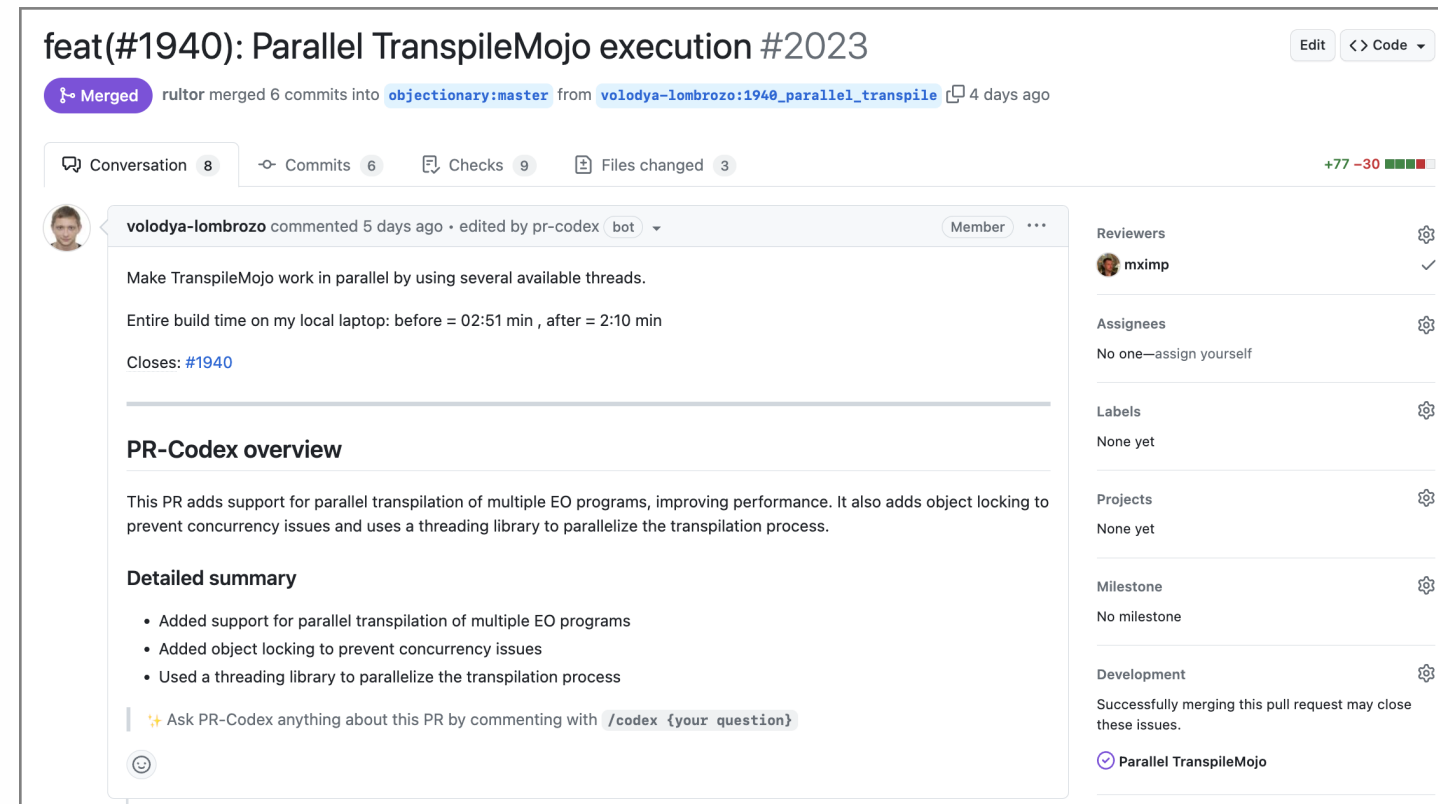 feat(#1940): Parallel TranspileMojo execution #2023
Edit
<> Code
Merged
rultor merged 6 commits into objectionary:master from volodya-lombrozo:1940_parallel_transpile 4 days ago
Conversation 8
Commits 6
Checks 9
Files changed 3
+77 −30
volodya-lombrozo commented 5 days ago • edited by pr-codex bot
Member
Make TranspileMojo work in parallel by using several available threads.
Entire build time on my local laptop: before = 02:51 min , after = 2:10 min
Closes: #1940
PR-Codex overview
This PR adds support for parallel transpilation of multiple EO programs, improving performance. It also adds object locking to
prevent concurrency issues and uses a threading library to parallelize the transpilation process.
Detailed summary
• Added support for parallel transpilation of multiple EO programs
• Added object locking to prevent concurrency issues
• Used a threading library to parallelize the transpilation process
✨ Ask PR-Codex anything about this PR by commenting with /codex {your question}
Reviewers
mximp
Assignees
No one—assign yourself
Labels
None yet
Projects
None yet
Milestone
No milestone
Development
Successfully merging this pull request may close
these issues.
Parallel TranspileMojo